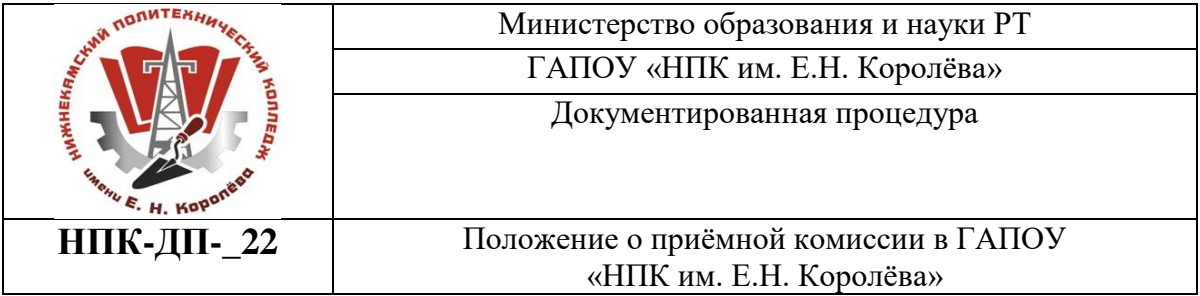 НИЖНЕКАМСКИЙ ПОЛИТЕХНИЧЕСКИЙ КОЛЛЕДЖ
имени Е. Н. Королёва
Министерство образования и науки РТ
ГАПОУ «НПК им. Е.Н. Королёва»
Документированная процедура
НПК-ДП-_22
Положение о приёмной комиссии в ГАПОУ
«НПК им. Е.Н. Королёва»